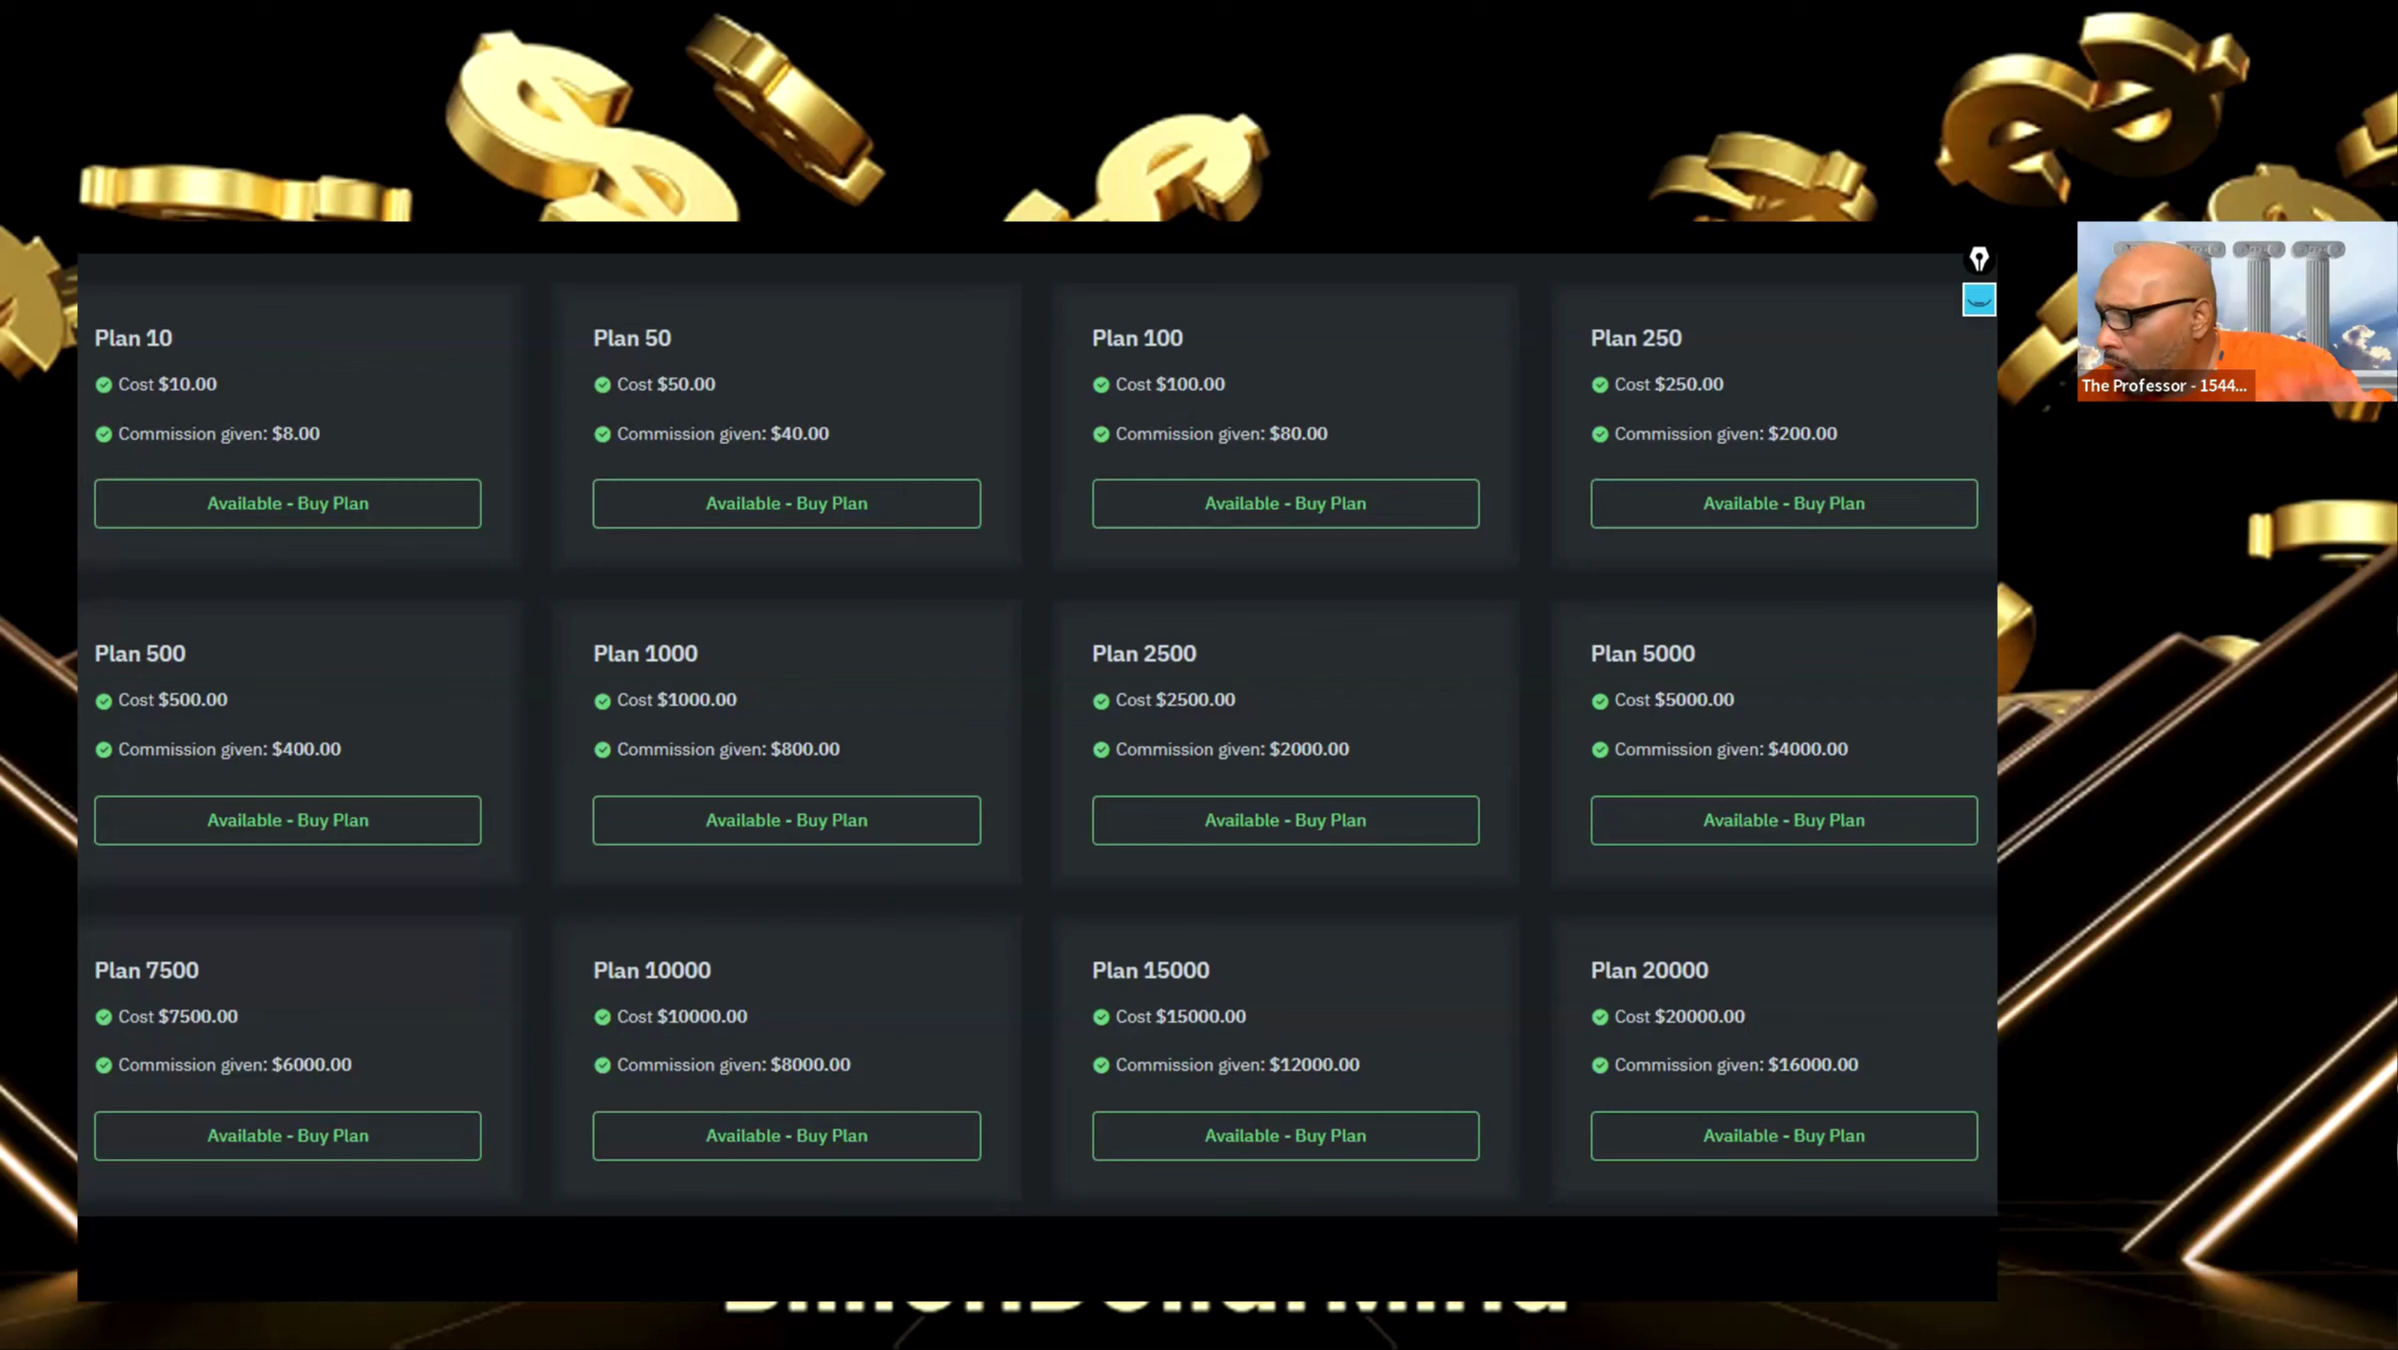 Plan 10
Cost $10.00
Commission given: $8.00
Available - Buy Plan
Plan 50
Cost $50.00
Commission given: $40.00
Available - Buy Plan
Plan 100
Cost $100.00
Commission given: $80.00
Available - Buy Plan
Plan 250
Cost $250.00
Commission given: $200.00
Available - Buy Plan
The Professor - 1544...
Plan 500
Cost $500.00
Commission given: $400.00
Available - Buy Plan
Plan 1000
Cost $1000.00
Commission given: $800.00
Available - Buy Plan
Plan 2500
Cost $2500.00
Commission given: $2000.00
Available - Buy Plan
Plan 5000
Cost $5000.00
Commission given: $4000.00
Available - Buy Plan
Plan 7500
Cost $7500.00
Commission given: $6000.00
Available - Buy Plan
Plan 10000
Cost $10000.00
Commission given: $8000.00
Available - Buy Plan
Plan 15000
Cost $15000.00
Commission given: $12000.00
Available - Buy Plan
Plan 20000
Cost $20000.00
Commission given: $16000.00
Available - Buy Plan